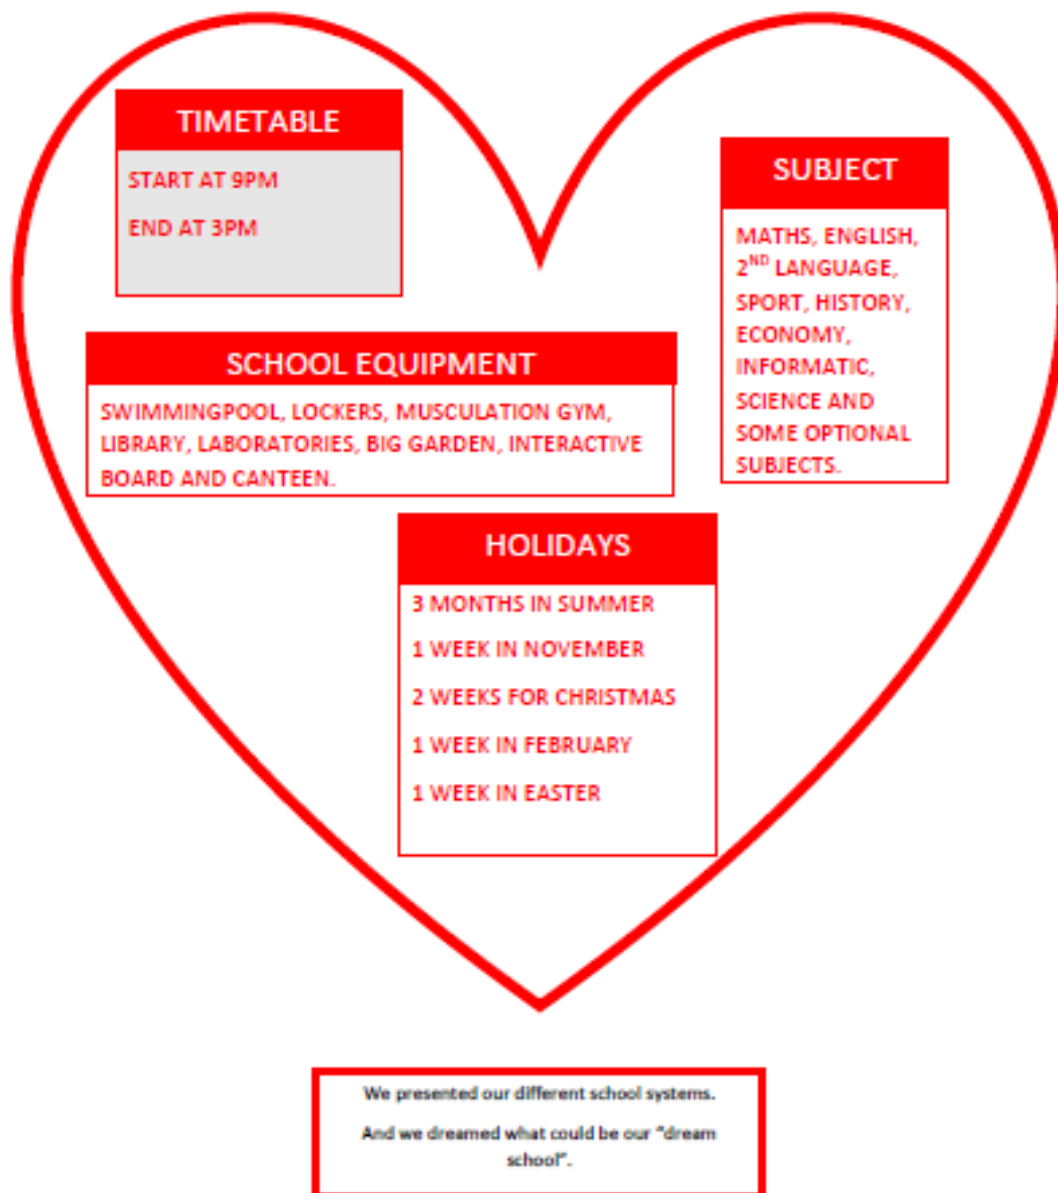 TIMETABLE
START AT 9PM
END AT 3PM
SUBJECT
MATHS, ENGLISH,
2ND LANGUAGE,
SPORT, HISTORY,
ECONOMY,
INFORMATIC,
SCIENCE AND
SOME OPTIONAL
SUBJECTS.
SCHOOL EQUIPMENT
SWIMMINGPOOL, LOCKERS, MUSCULATION GYM,
LIBRARY, LABORATORIES, BIG GARDEN, INTERACTIVE
BOARD AND CANTEEN.
HOLIDAYS
3 MONTHS IN SUMMER
1 WEEK IN NOVEMBER
2 WEEKS FOR CHRISTMAS
1 WEEK IN FEBRUARY
1 WEEK IN EASTER
We presented our different school systems.
And we dreamed what could be our "dream
school".